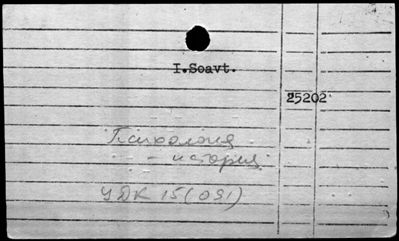 I.Soavt.
25202
Психология
- история
УДК 15(091)